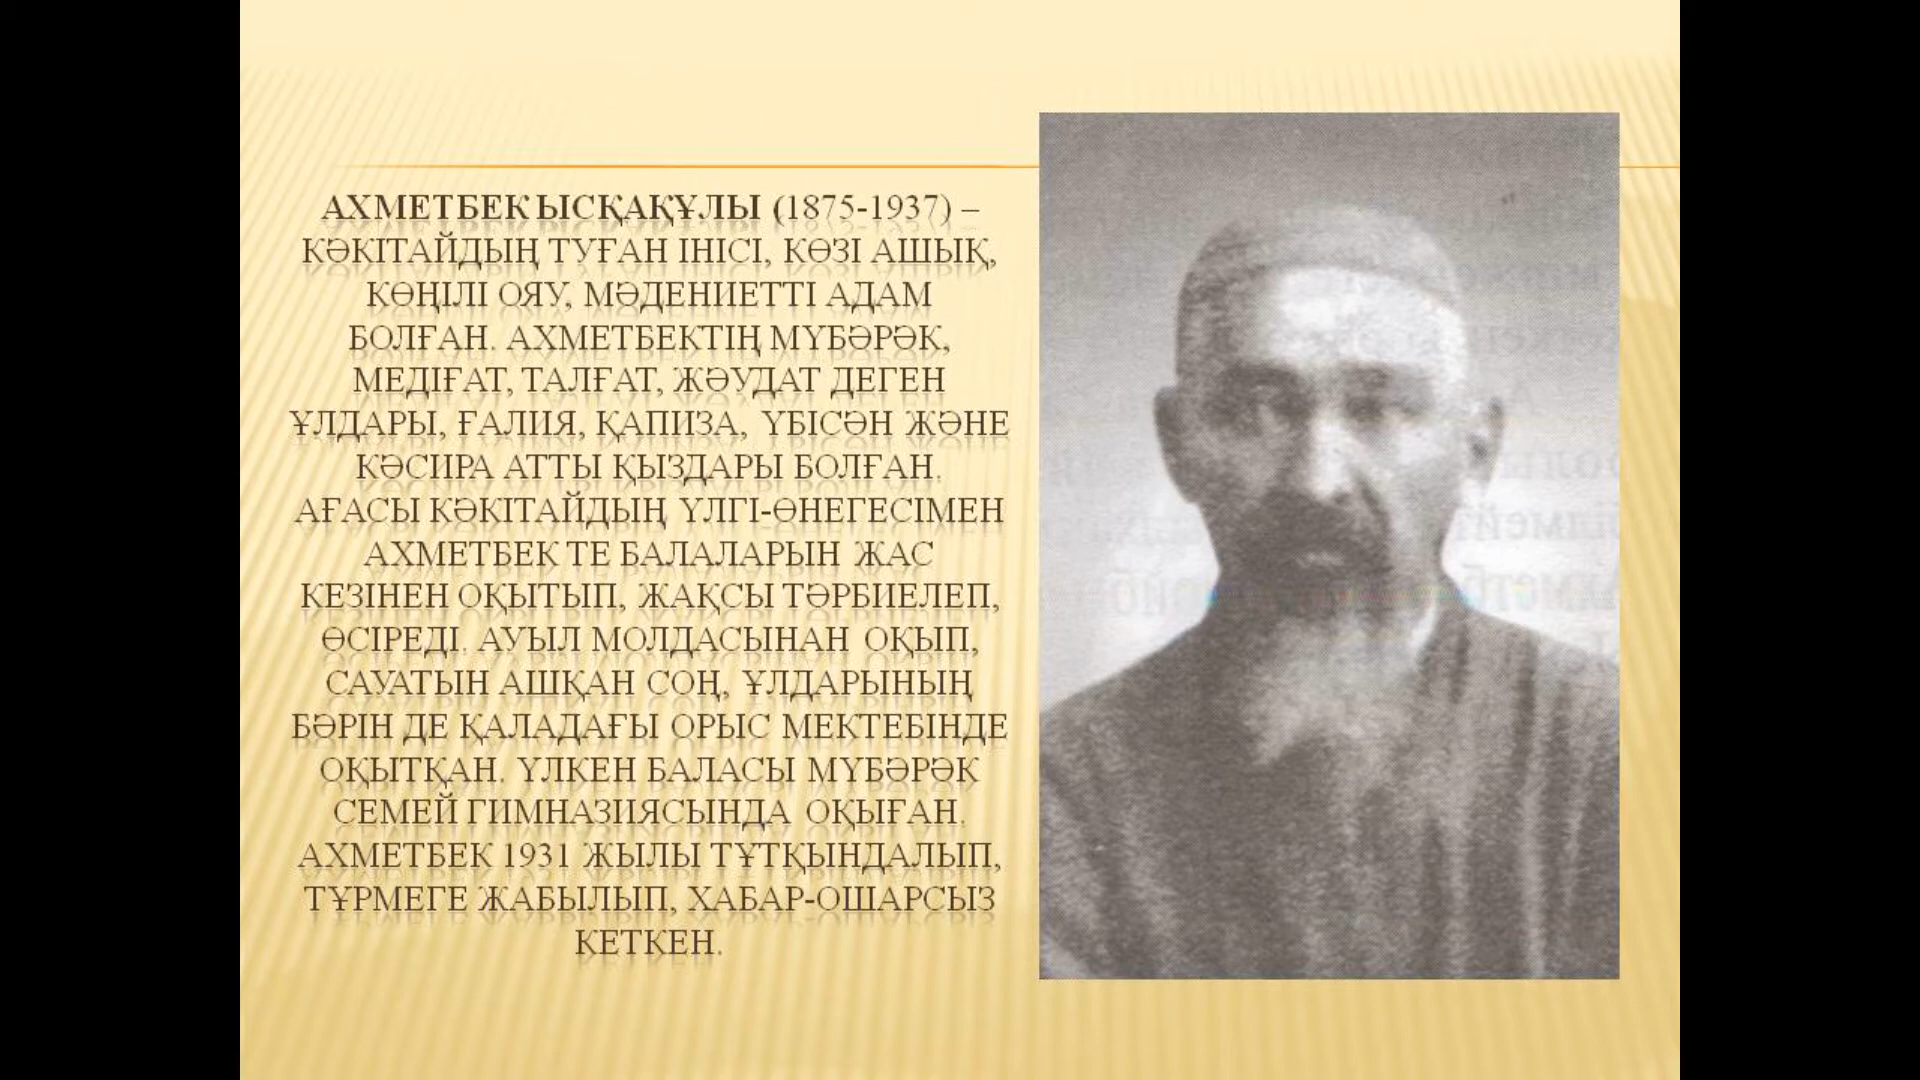 АХМЕТБЕК ЫСҚАҚҰЛЫ (1875-1937) –
КӘКІТАЙДЫҢ ТУҒАН ІНІСІ, КӨЗІ АШЫҚ,
КӨҢІЛІ ОЯУ, МӘДЕНИЕТТІ АДАМ
БОЛҒАН. АХМЕТБЕКТІҢ МҮБӘРӘК,
МЕДІҒАТ, ТАЛҒАТ, ЖӘУДАТ ДЕГЕН
ҰЛДАРЫ, ҒАЛИЯ, ҚАПИЗА, ҮБІСӘН ЖӘНЕ
КӘСИРА АТТЫ ҚЫЗДАРЫ БОЛҒАН.
АҒАСЫ КӘКІТАЙДЫҢ ҮЛГІ-ӨНЕГЕСІМЕН
АХМЕТБЕК ТЕ БАЛАЛАРЫН ЖАС
КЕЗІНЕН ОҚЫТЫП, ЖАҚСЫ ТӘРБИЕЛЕП,
ӨСІРЕДІ. АУЫЛ МОЛДАСЫНАН ОҚЫП,
САУАТЫН АШҚАН СОҢ, ҰЛДАРЫНЫҢ
БӘРІН ДЕ ҚАЛАДАҒЫ ОРЫС МЕКТЕБІНДЕ
ОҚЫТҚАН. ҮЛКЕН БАЛАСЫ МҮБӘРӘК
СЕМЕЙ ГИМНАЗИЯСЫНДА ОҚЫҒАН.
АХМЕТБЕК 1931 ЖЫЛЫ ТҰТҚЫНДАЛЫП,
ТҰРМЕГЕ ЖАБЫЛЫП, ХАБАР-ОШАРСЫЗ
КЕТКЕН.